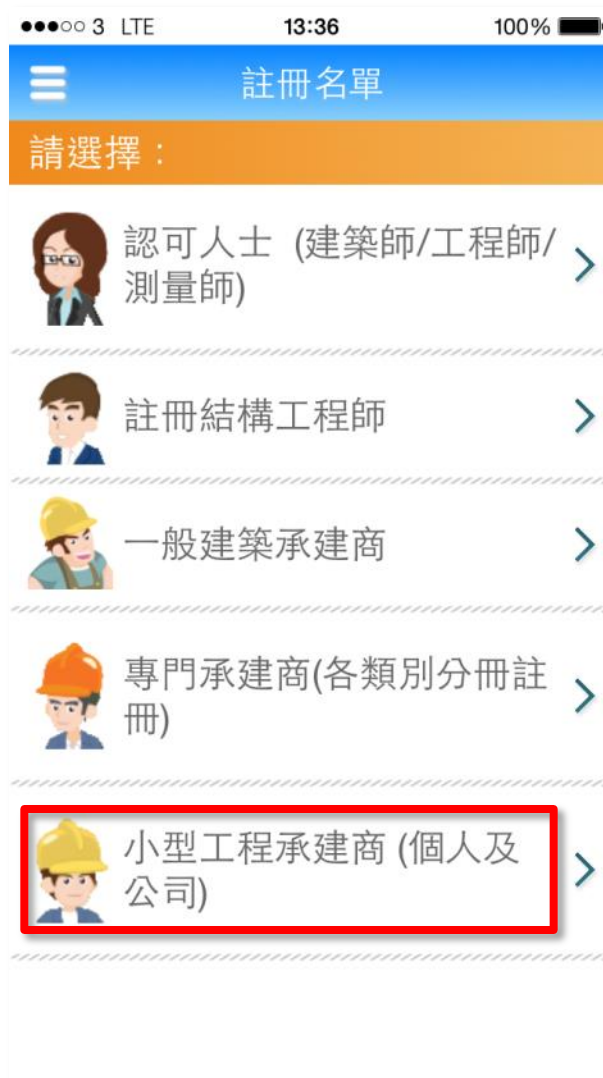 3 LTE 13:36 100%
註冊名單
請選擇：
認可人士 (建築師/工程師/
測量師)
註冊結構工程師
一般建築承建商
專門承建商(各類別分冊註
冊)
小型工程承建商 (個人及
公司)